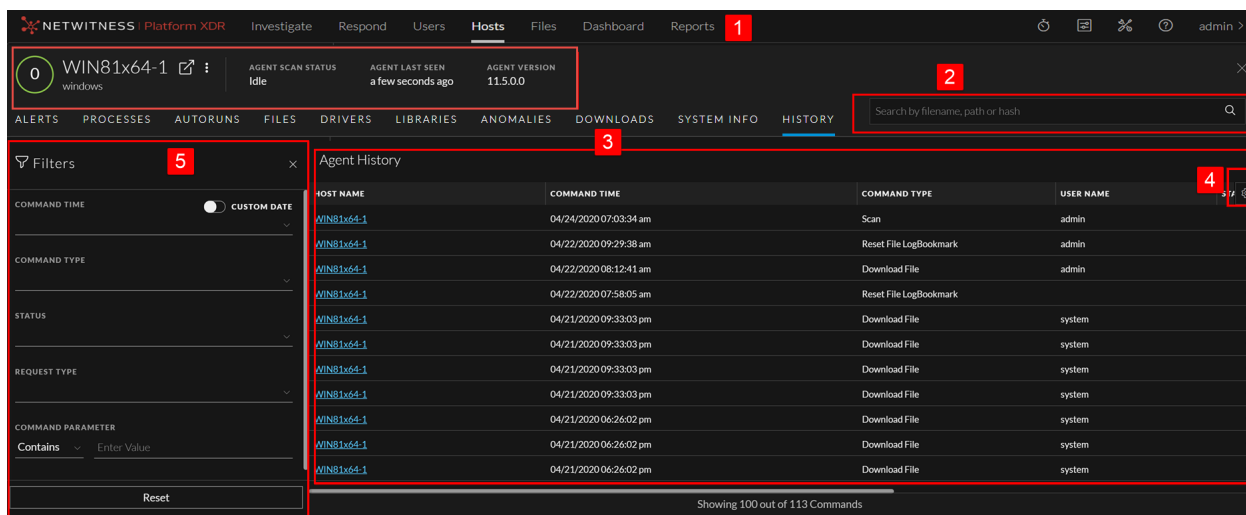 NETWITNESS Platform XDR Investigate Respond Users Hosts Files Dashboard Reports 1 admin >
0 WIN81x64-1 AGENT SCAN STATUS AGENT LAST SEEN AGENT VERSION 2
windows Idle a few seconds ago 11.5.0.0
Search by filename, path or hash
ALERTS PROCESSES AUTORUNS FILES DRIVERS LIBRARIES ANOMALIES DOWNLOADS SYSTEM INFO HISTORY
3
Filters 5 Agent History
4
HOST NAME COMMAND TIME COMMAND TYPE USER NAME
COMMAND TIME CUSTOM DATE
COMMAND TYPE
STATUS
REQUEST TYPE
COMMAND PARAMETER
Contains Enter Value
Reset
WIN81x64-1 04/24/2020 07:03:34 am Scan admin
WIN81x64-1 04/22/2020 09:29:38 am Reset File LogBookmark admin
WIN81x64-1 04/22/2020 08:12:41 am Download File admin
WIN81x64-1 04/22/2020 07:58:05 am Reset File LogBookmark
WIN81x64-1 04/21/2020 09:33:03 pm Download File system
WIN81x64-1 04/21/2020 09:33:03 pm Download File system
WIN81x64-1 04/21/2020 09:33:03 pm Download File system
WIN81x64-1 04/21/2020 09:33:03 pm Download File system
WIN81x64-1 04/21/2020 06:26:02 pm Download File system
WIN81x64-1 04/21/2020 06:26:02 pm Download File system
WIN81x64-1 04/21/2020 06:26:02 pm Download File system
Showing 100 out of 113 Commands